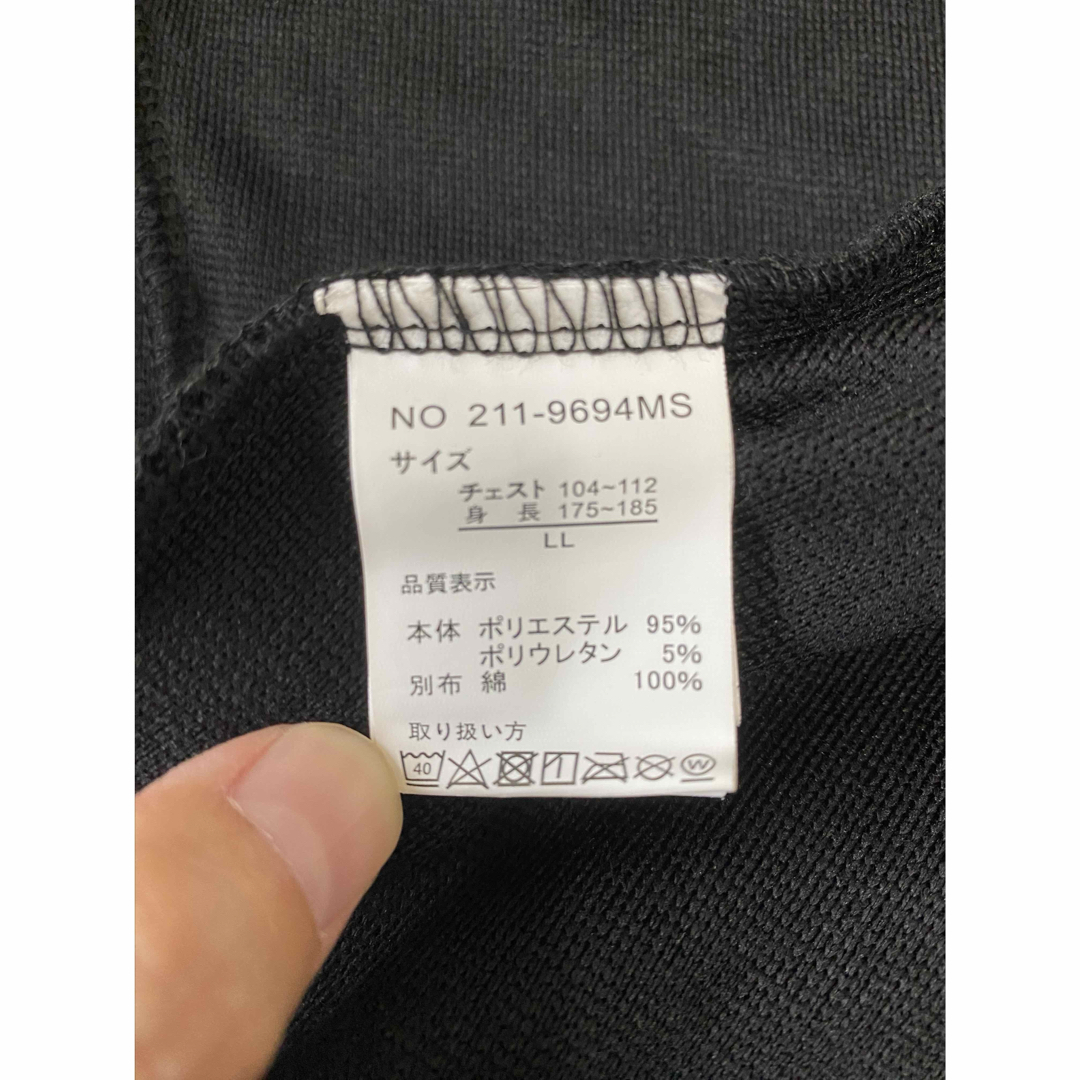 NO 211-9694MS
サイズ
チェスト 104~112
身 長 175~185
LL
品質表示
本体 ポリエステル 95%
ポリウレタン 5%
別布 綿 100%
取り扱い方
40 W